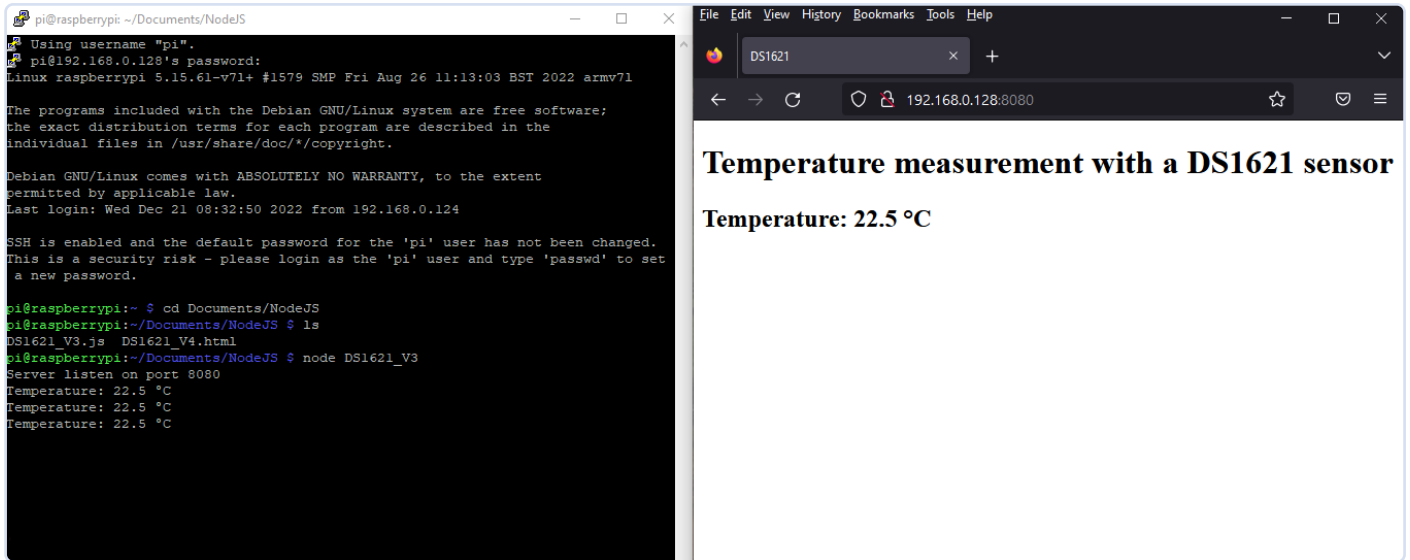 pi@raspberrypi: ~/Documents/NodeJS
Using username "pi".
pi@192.168.0.128's password:
Linux raspberrypi 5.15.61-v7l+ #1579 SMP Fri Aug 26 11:13:03 BST 2022 armv7l
The programs included with the Debian GNU/Linux system are free software;
the exact distribution terms for each program are described in the
individual files in /usr/share/doc/*/copyright.
Debian GNU/Linux comes with ABSOLUTELY NO WARRANTY, to the extent
permitted by applicable law.
Last login: Wed Dec 21 08:32:50 2022 from 192.168.0.124
SSH is enabled and the default password for the 'pi' user has not been changed.
This is a security risk - please login as the 'pi' user and type 'passwd' to set
a new password.
pi@raspberrypi:~ $ cd Documents/NodeJS
pi@raspberrypi:~/Documents/NodeJS $ ls
DS1621_V3.js DS1621_V4.html
pi@raspberrypi:~/Documents/NodeJS $ node DS1621_V3
Server listen on port 8080
Temperature: 22.5 °C
Temperature: 22.5 °C
Temperature: 22.5 °C
File Edit View History Bookmarks Tools Help
DS1621
192.168.0.128:8080
Temperature measurement with a DS1621 sensor
Temperature: 22.5 °C